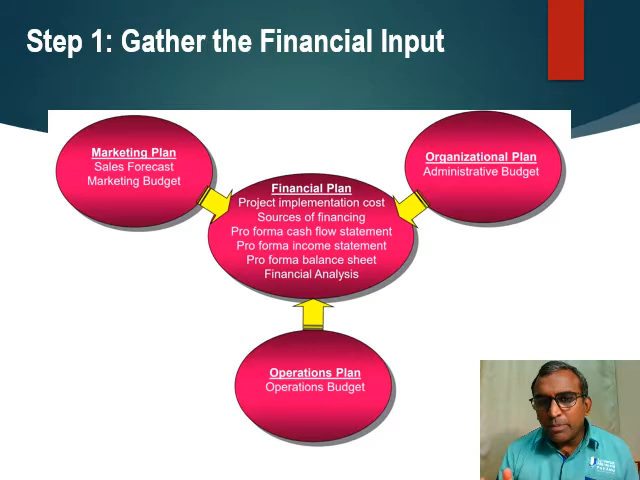 Step 1: Gather the Financial Input
Marketing Plan
Sales Forecast
Marketing Budget
Organizational Plan
Administrative Budget
Financial Plan
Project implementation cost
Sources of financing
Pro forma cash flow statement
Pro forma income statement
Pro forma balance sheet
Financial Analysis
Operations Plan
Operations Budget